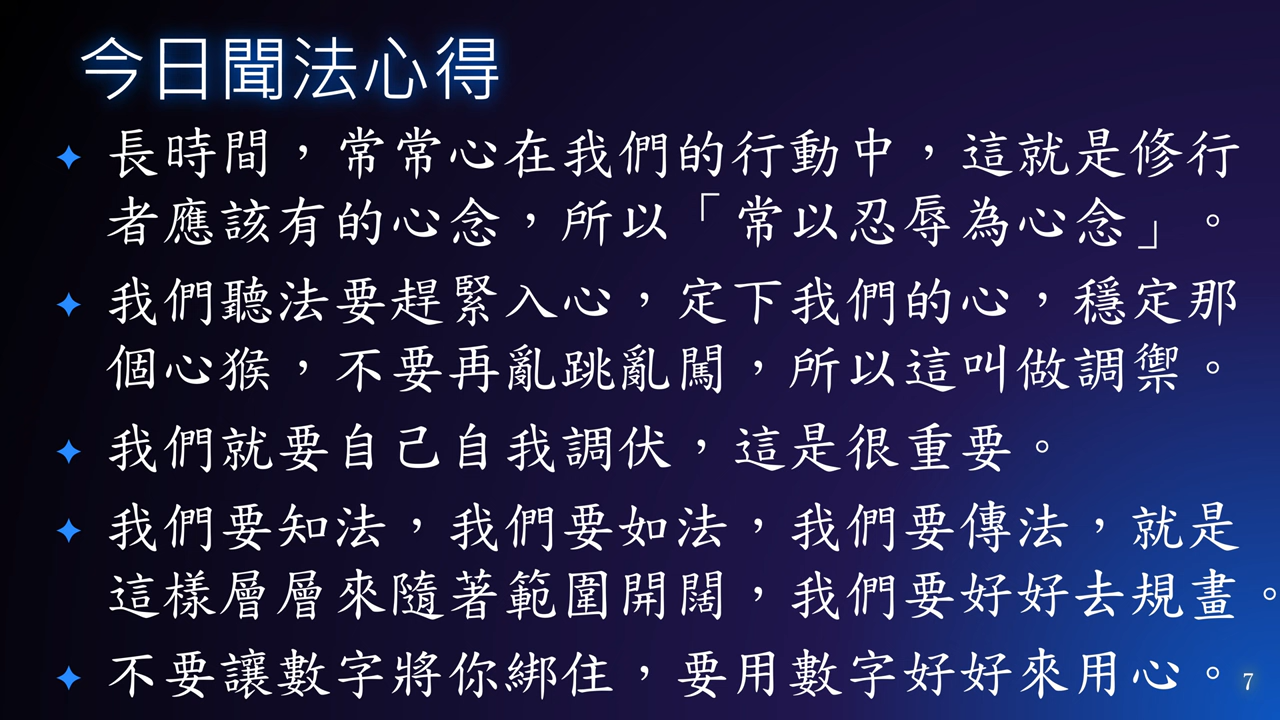 今日聞法心得
✦ 長時間，常常心在我們的行動中，這就是修行
者應該有的心念，所以「常以忍辱為心念」。
✦ 我們聽法要趕緊入心，定下我們的心，穩定那
個心猴，不要再亂跳亂闖，所以這叫做調禦。
✦ 我們就要自己自我調伏，這是很重要。
✦ 我們要知法，我們要如法，我們要傳法，就是
這樣層層來隨著範圍開闊，我們要好好去規畫。
✦ 不要讓數字將你綁住，要用數字好好來用心。
7